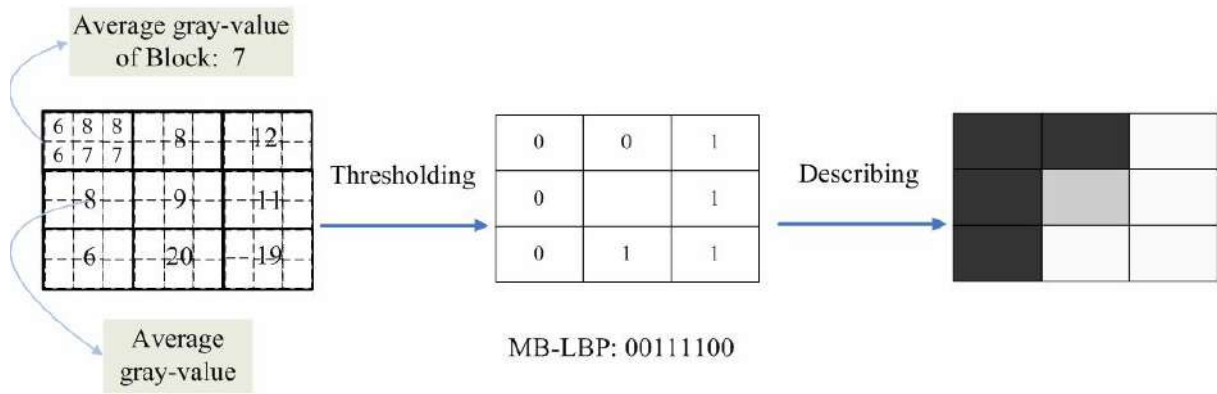 Average gray-value
of Block: 7
6 8 8
6 7 7
8
12
8
9
11
6
20
19
Thresholding
0
0
1
0
1
0
1
1
Describing
Average
gray-value
MB-LBP: 00111100